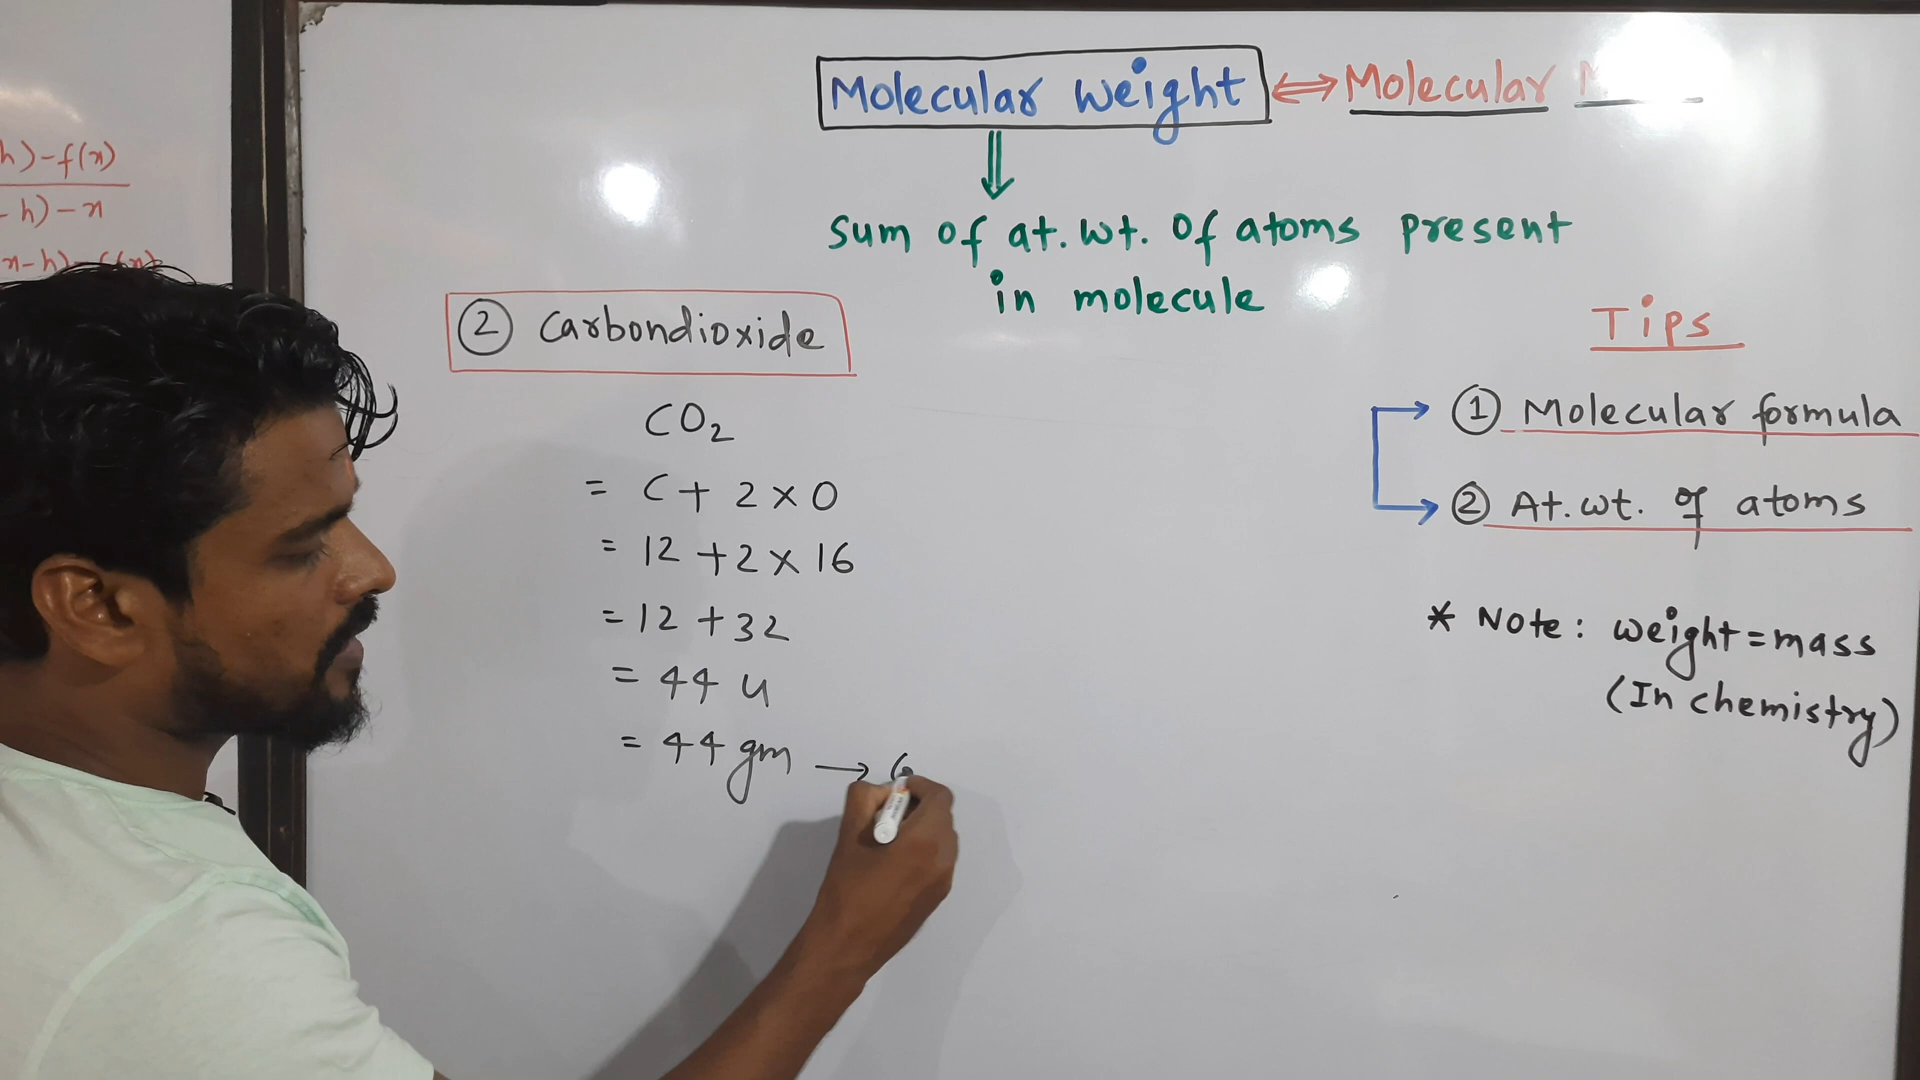 h)-f(x)
- h) - x
x-h)-f(x)
Molecular weight ⇔ Molecular
⇓
Sum of at.wt. of atoms present
in molecule
② Carbondioxide
CO₂
= C + 2 × O
= 12 + 2 × 16
= 12 + 32
= 44 u
= 44 gm →
Tips
① Molecular formula
② At.wt. of atoms
* Note: weight = mass
(In chemistry)